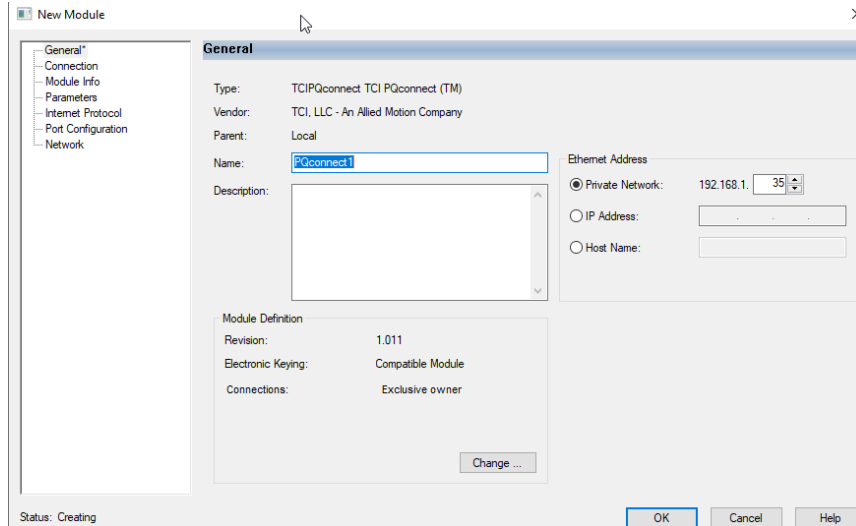 New Module
General*
Connection
Module Info
Parameters
Internet Protocol
Port Configuration
Network
General
Type: TCIPQconnect TCI PQconnect (TM)
Vendor: TCI, LLC - An Allied Motion Company
Parent: Local
Name: PQconnect1
Description:
Ethernet Address
Private Network: 192.168.1. 35
IP Address: . . .
Host Name:
Module Definition
Revision: 1.011
Electronic Keying: Compatible Module
Connections: Exclusive owner
Change ...
Status: Creating
OK Cancel Help